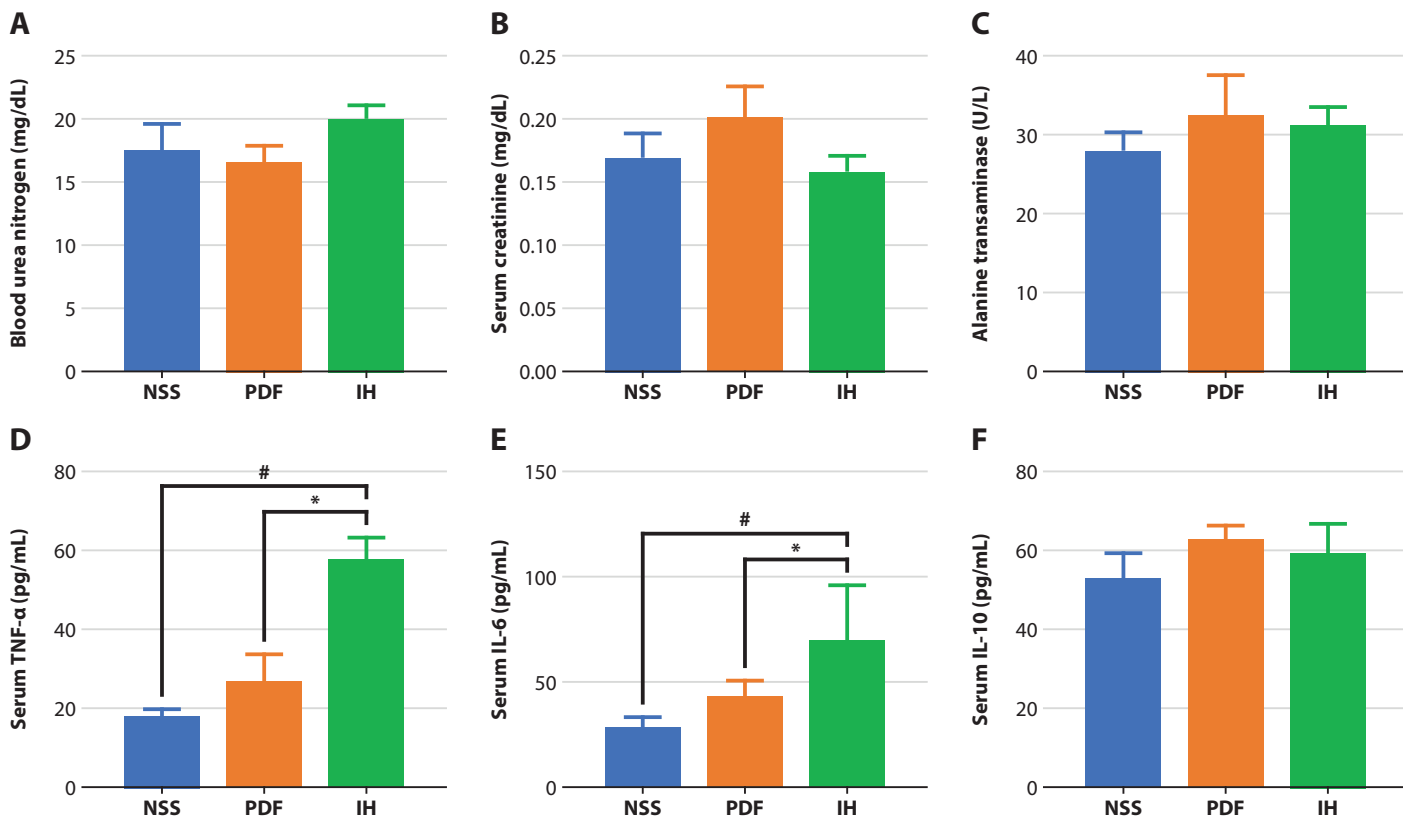 A
Blood urea nitrogen (mg/dL)
25
20
15
10
5
0
NSS PDF IH
B
Serum creatinine (mg/dL)
0.25
0.20
0.15
0.10
0.05
0.00
NSS PDF IH
C
Alanine transaminase (U/L)
40
30
20
10
0
NSS PDF IH
D
Serum TNF-α (pg/mL)
80
60
40
20
0
#
*
NSS PDF IH
E
Serum IL-6 (pg/mL)
150
100
50
0
#
*
NSS PDF IH
F
Serum IL-10 (pg/mL)
80
60
40
20
0
NSS PDF IH